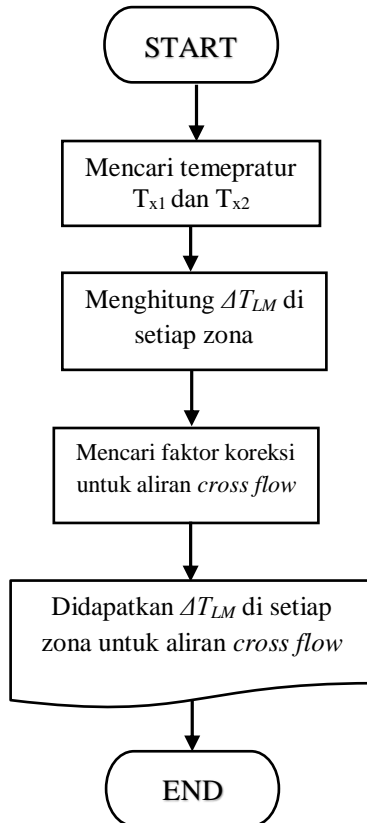 START
Mencari temepratur
Tx1 dan Tx2
Menghitung ΔTLM di
setiap zona
Mencari faktor koreksi
untuk aliran cross flow
Didapatkan ΔTLM di setiap
zona untuk aliran cross flow
END